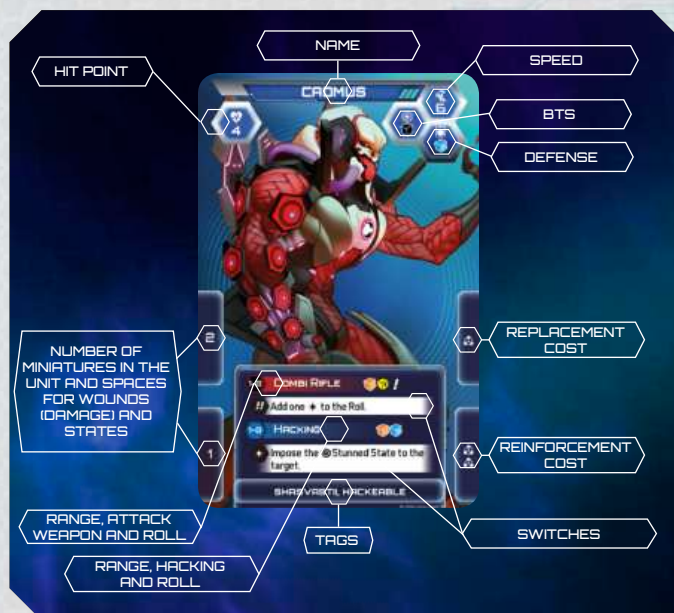 NAME
HIT POINT
SPEED
BTS
DEFENSE
CADMUS
4
6
2
1
NUMBER OF
MINIATURES IN THE
UNIT AND SPACES
FOR WOUNDS
(DAMAGE) AND
STATES
REPLACEMENT
COST
COMBI RIFLE
Add one to the Roll.
HACKING
Impose the Stunned State to the
target.
SHASVASTII, HACKEABLE
REINFORCEMENT
COST
RANGE, ATTACK
WEAPON AND ROLL
TAGS
SWITCHES
RANGE, HACKING
AND ROLL